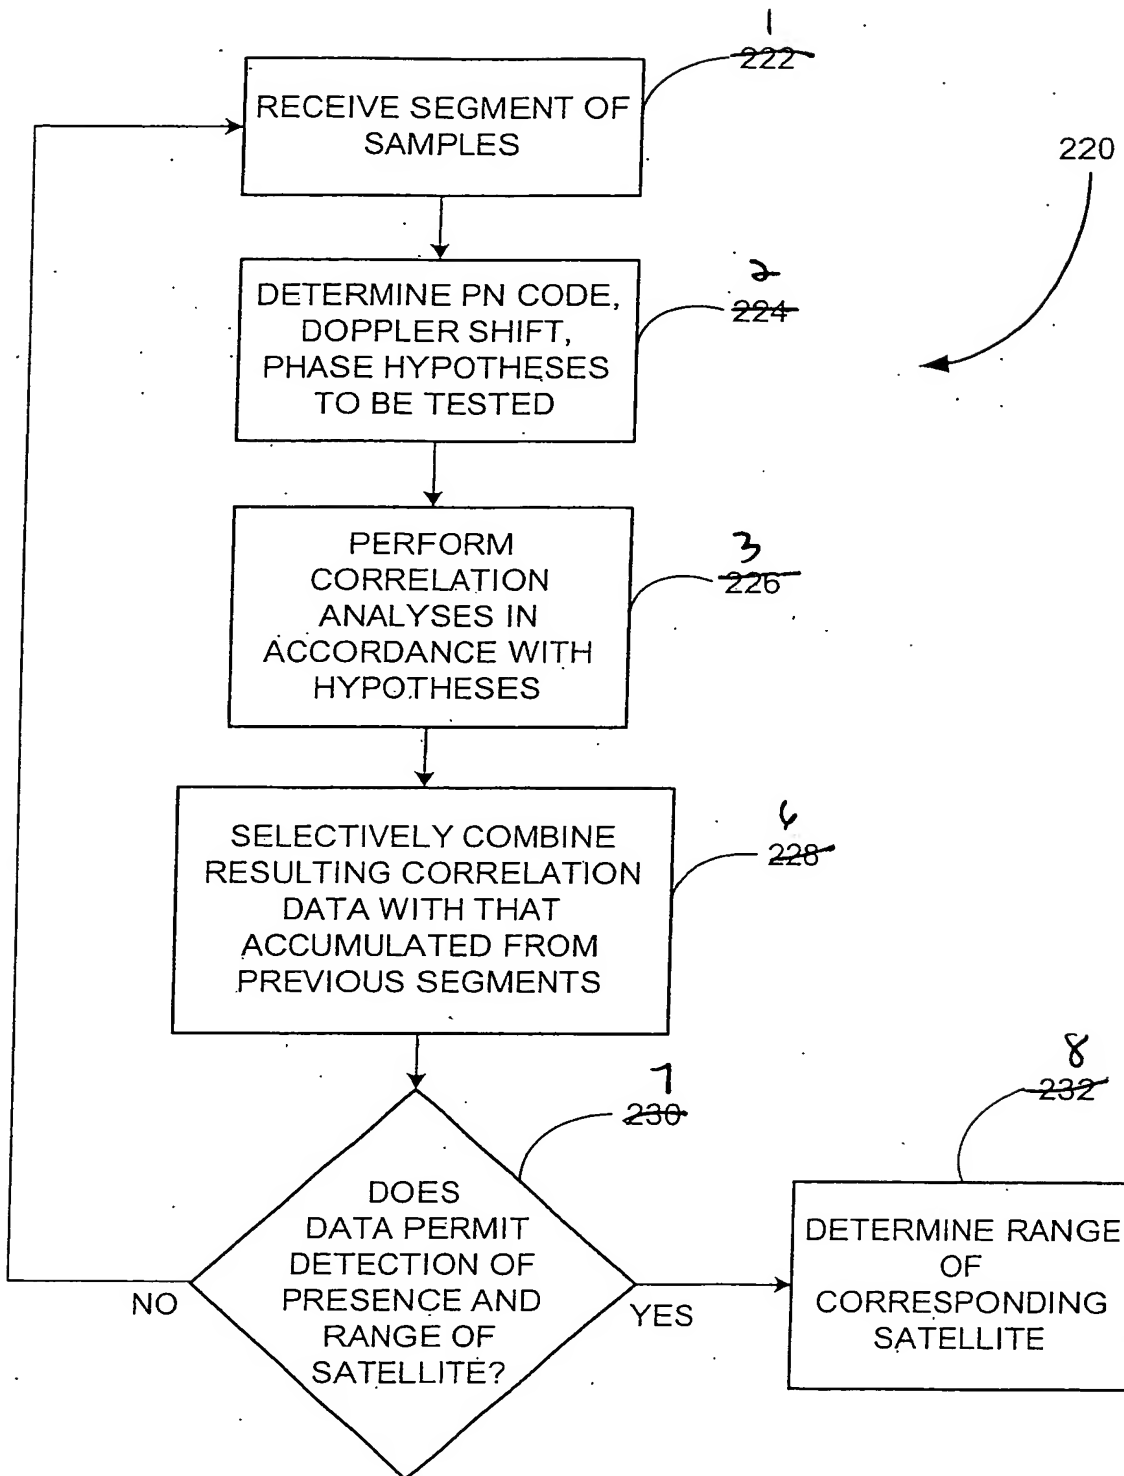 1
222
RECEIVE SEGMENT OF
SAMPLES
220
2
224
DETERMINE PN CODE,
DOPPLER SHIFT,
PHASE HYPOTHESES
TO BE TESTED
3
226
PERFORM
CORRELATION
ANALYSES IN
ACCORDANCE WITH
HYPOTHESES
6
228
SELECTIVELY COMBINE
RESULTING CORRELATION
DATA WITH THAT
ACCUMULATED FROM
PREVIOUS SEGMENTS
7
230
DOES
DATA PERMIT
DETECTION OF
PRESENCE AND
RANGE OF
SATELLITE?
NO
YES
8
232
DETERMINE RANGE
OF
CORRESPONDING
SATELLITE